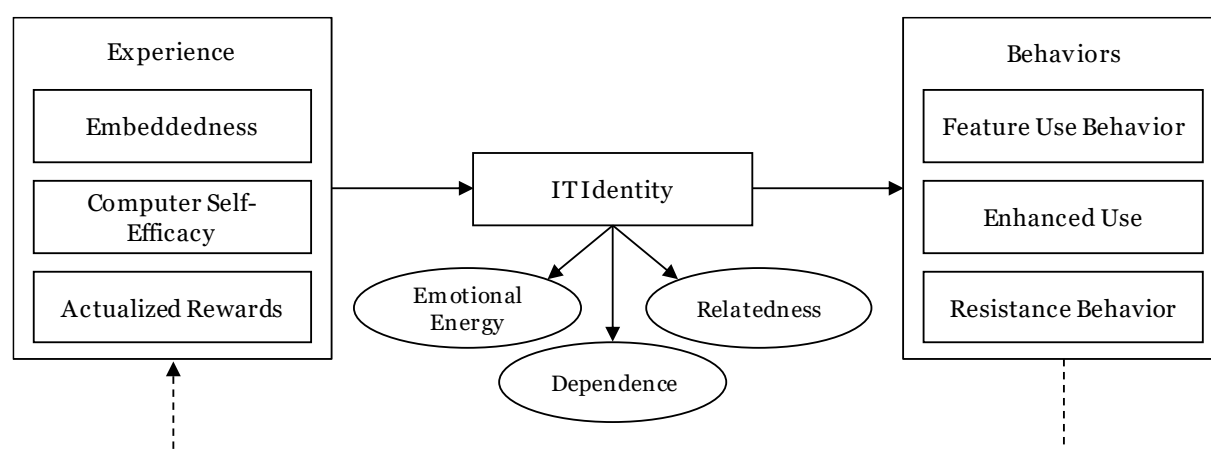 Experience
Embeddedness
Computer Self-
Efficacy
Actualized Rewards
IT Identity
Emotional
Energy
Dependence
Relatedness
Behaviors
Feature Use Behavior
Enhanced Use
Resistance Behavior